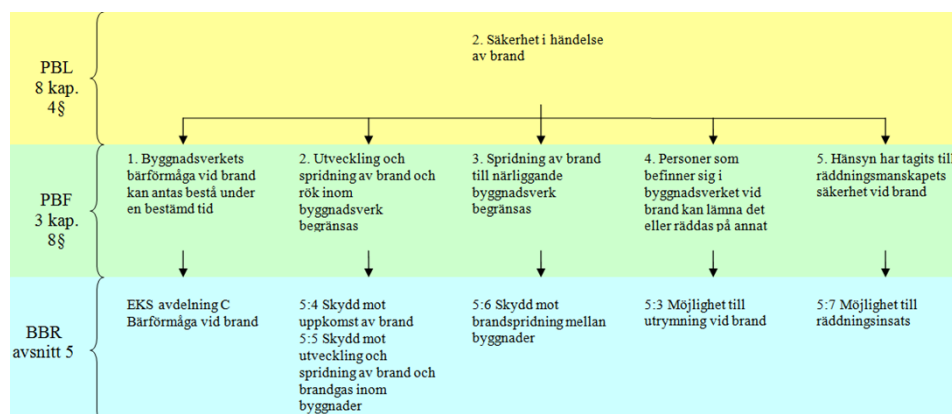 2. Säkerhet i händelse
av brand
PBL
8 kap.
4§
1. Byggnadsverkets
bärförmåga vid brand
kan antas bestå under
en bestämd tid
2. Utveckling och
spridning av brand och
rök inom
byggnadsverk
begränsas
3. Spridning av brand
till närliggande
byggnadsverk
begränsas
4. Personer som
befinner sig i
byggnadsverket vid
brand kan lämna det
eller räddas på annat
5. Hänsyn har tagits till
räddningsmanskapets
säkerhet vid brand
PBF
3 kap.
8§
EKS avdelning C
Bärförmåga vid brand
5:4 Skydd mot
uppkomst av brand
5:5 Skydd mot
utveckling och
spridning av brand och
brandgas inom
byggnader
5:6 Skydd mot
brandspridning mellan
byggnader
5:3 Möjlighet till
utrymning vid brand
5:7 Möjlighet till
räddningsinsats
BBR
avsnitt 5